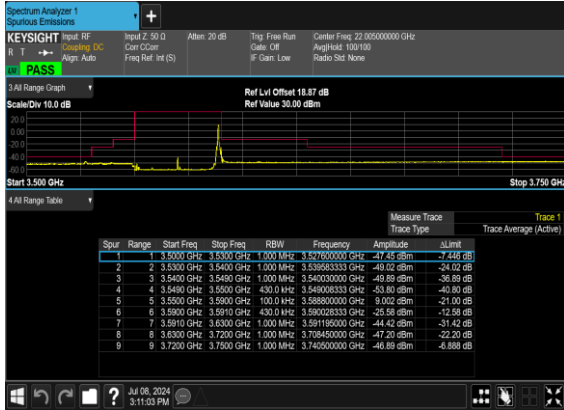 Spectrum Analyzer 1
Spurious Emissions
KEYSIGHT Input: RF Input Z: 50 Ω Atten: 20 dB Trig: Free Run Center Freq: 22.005000000 GHz
R T Coupling: DC Corr CCorr Gate: Off Avg|Hold: 100/100
Align: Auto Freq Ref: Int (S) IF Gain: Low Radio Std: None
LXI PASS
3 All Range Graph
Ref Lvl Offset 18.87 dB
Scale/Div 10.0 dB Ref Value 30.00 dBm
20.0
0.00
-20.0
-40.0
-60.0
Start 3.500 GHz Stop 3.750 GHz
4 All Range Table
Measure Trace Trace 1
Trace Type Trace Average (Active)
Spur Range Start Freq Stop Freq RBW Frequency Amplitude ΔLimit
1 1 3.5000 GHz 3.5300 GHz 1.000 MHz 3.527600000 GHz -47.45 dBm -7.446 dB
2 2 3.5300 GHz 3.5400 GHz 1.000 MHz 3.539583333 GHz -49.02 dBm -24.02 dB
3 3 3.5400 GHz 3.5490 GHz 1.000 MHz 3.540030000 GHz -49.89 dBm -36.89 dB
4 4 3.5490 GHz 3.5500 GHz 430.0 kHz 3.549008333 GHz -53.80 dBm -40.80 dB
5 5 3.5500 GHz 3.5900 GHz 100.0 kHz 3.588800000 GHz 9.002 dBm -21.00 dB
6 6 3.5900 GHz 3.5910 GHz 430.0 kHz 3.590028333 GHz -25.58 dBm -12.58 dB
7 7 3.5910 GHz 3.6300 GHz 1.000 MHz 3.591195000 GHz -44.42 dBm -31.42 dB
8 8 3.6300 GHz 3.7200 GHz 1.000 MHz 3.708450000 GHz -47.20 dBm -22.20 dB
9 9 3.7200 GHz 3.7500 GHz 1.000 MHz 3.740500000 GHz -46.89 dBm -6.888 dB
? Jul 08, 2024
3:11:03 PM